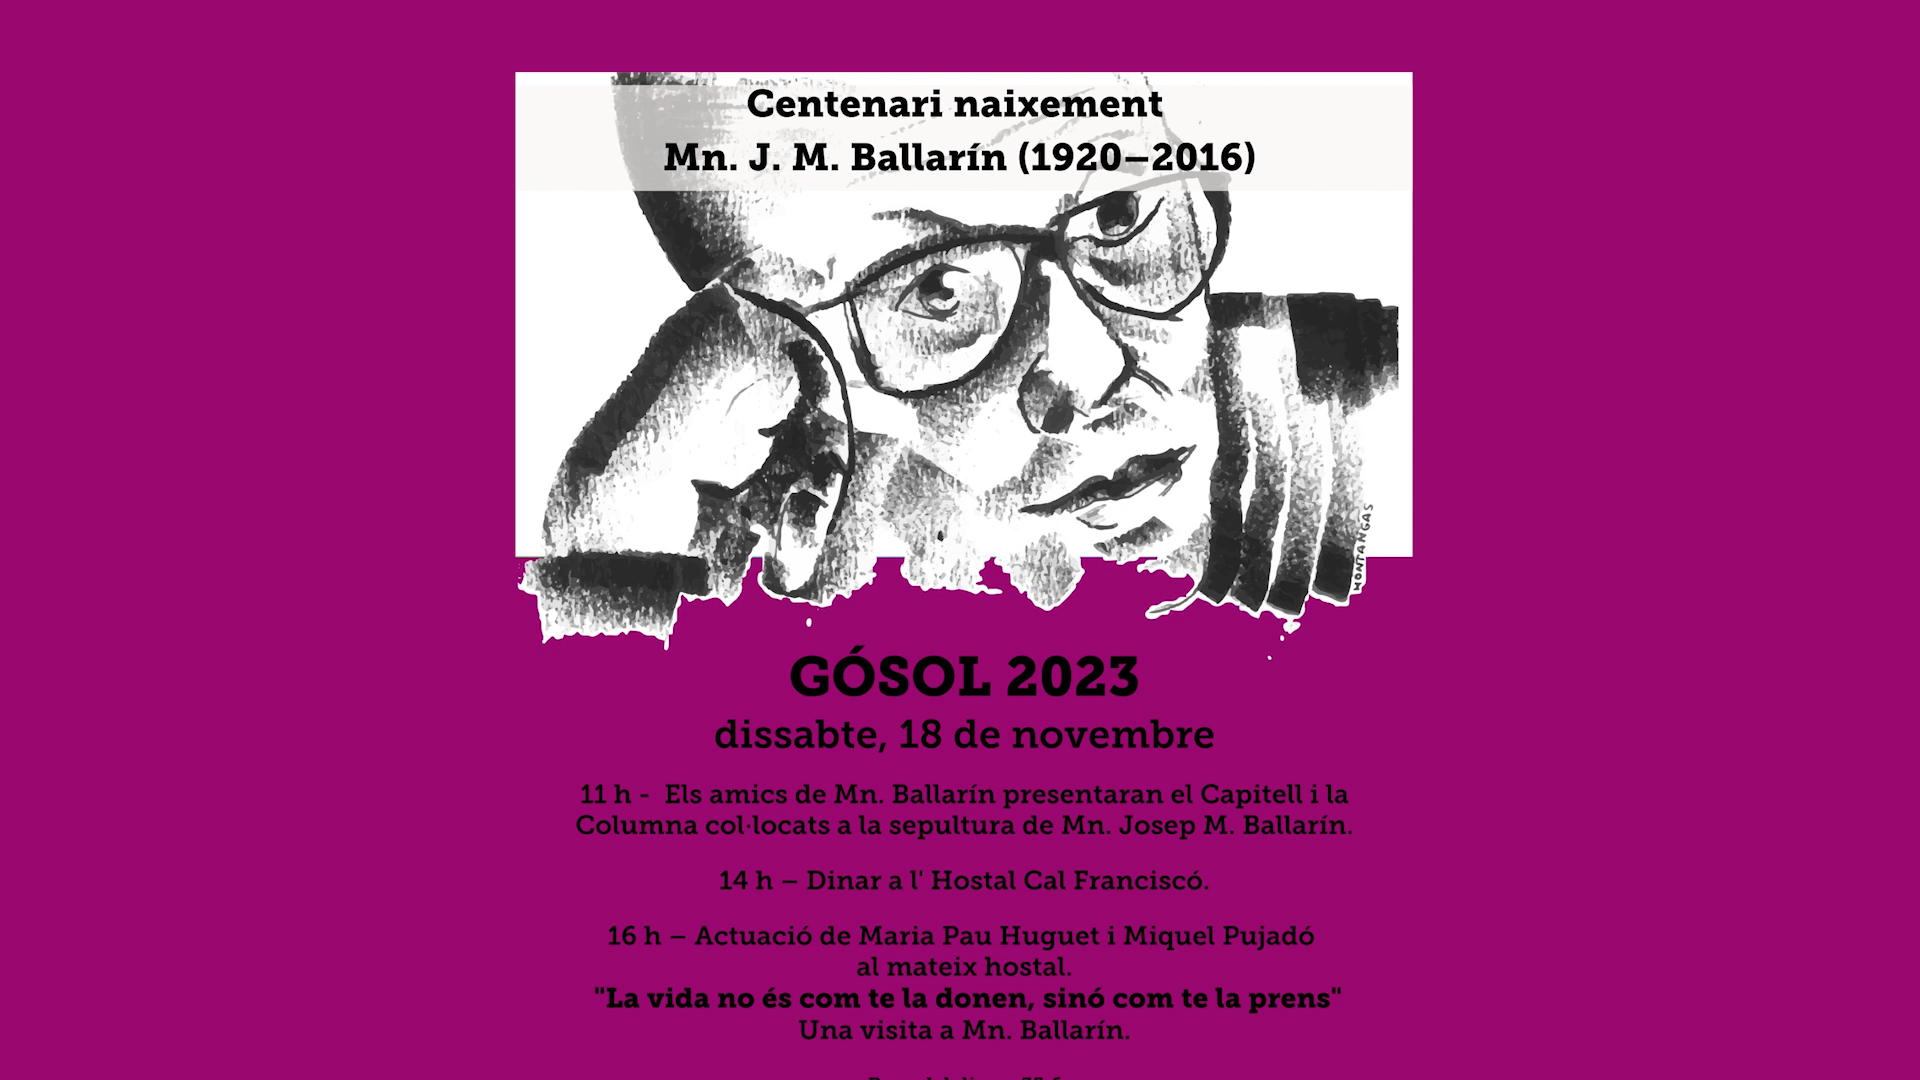 Centenari naixement
Mn. J. M. Ballarín (1920–2016)
MONTANGAS
GÓSOL 2023
dissabte, 18 de novembre
11 h -  Els amics de Mn. Ballarín presentaran el Capitell i la
Columna col·locats a la sepultura de Mn. Josep M. Ballarín.
14 h – Dinar a l' Hostal Cal Franciscó.
16 h – Actuació de Maria Pau Huguet i Miquel Pujadó
al mateix hostal.
"La vida no és com te la donen, sinó com te la prens"
Una visita a Mn. Ballarín.